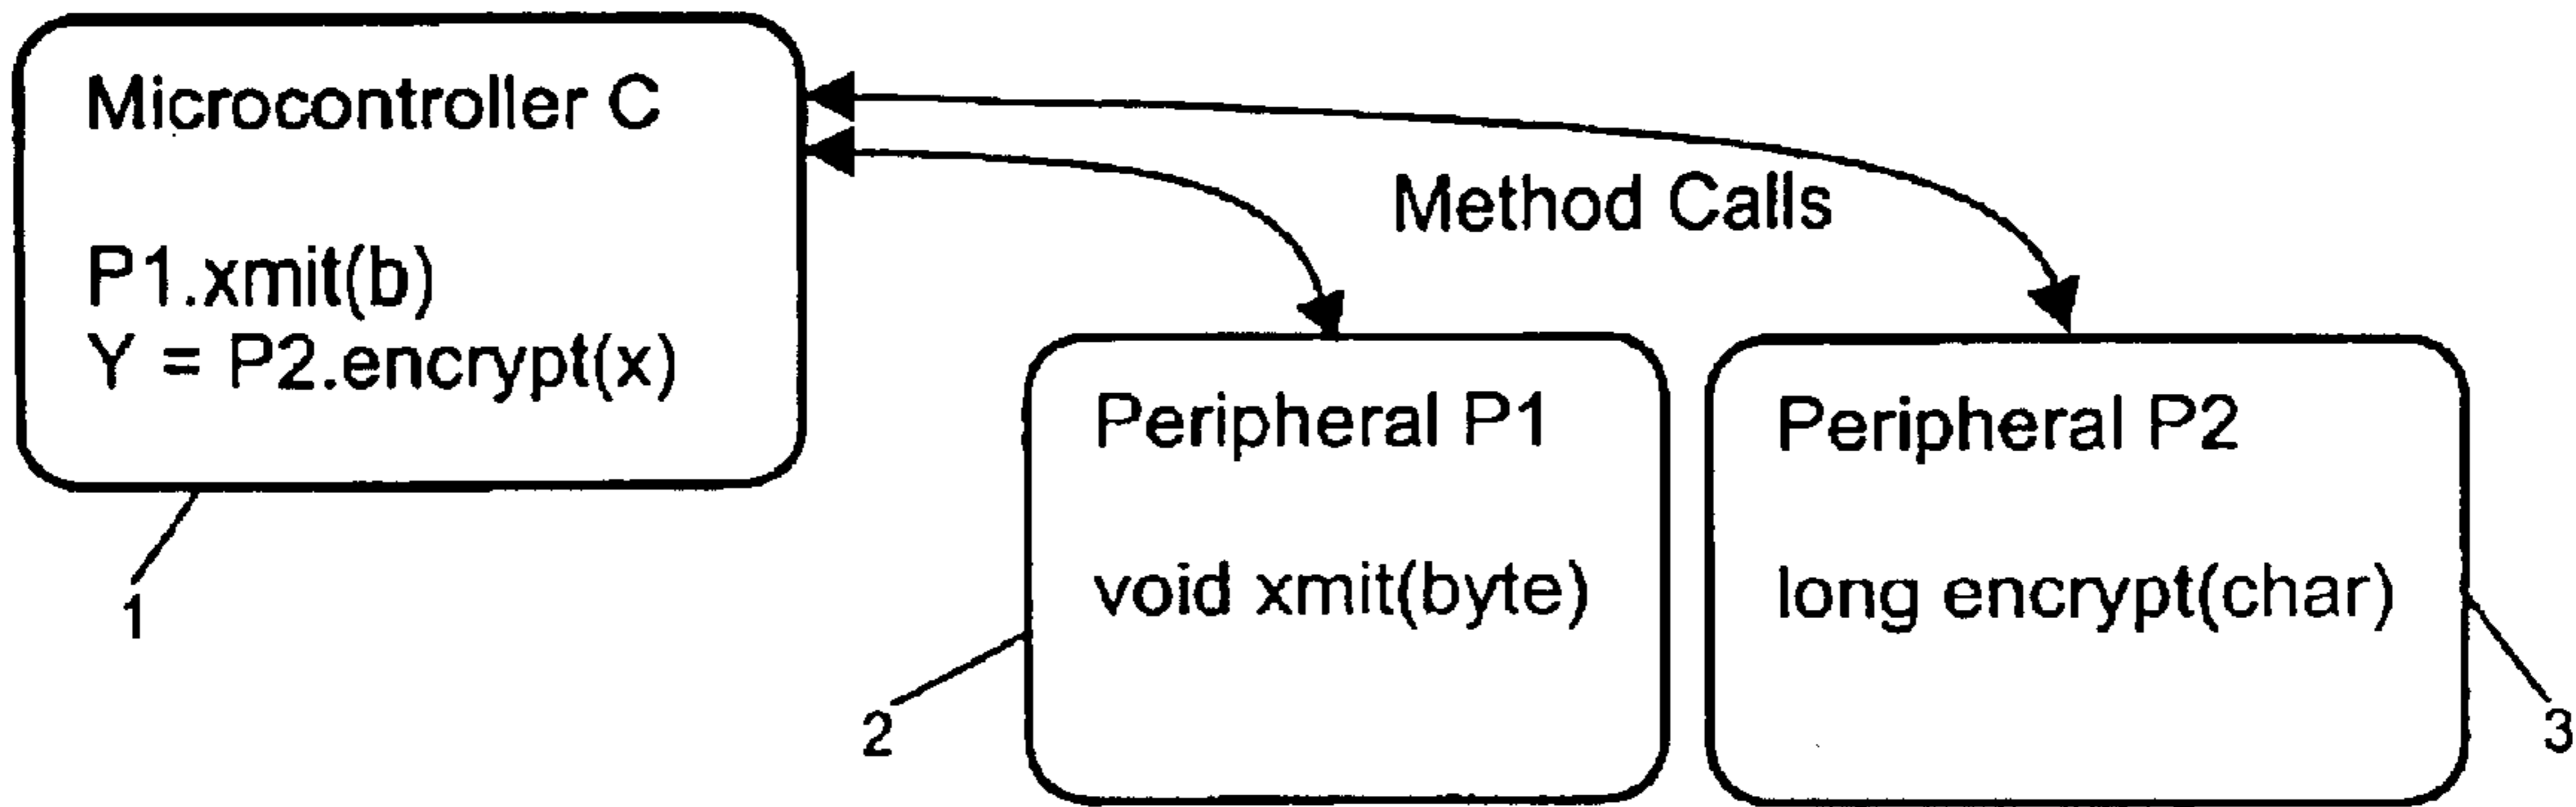 Microcontroller C
P1.xmit(b)
Y = P2.encrypt(x)
1
Method Calls
Peripheral P1
void xmit(byte)
2
Peripheral P2
long encrypt(char)
3